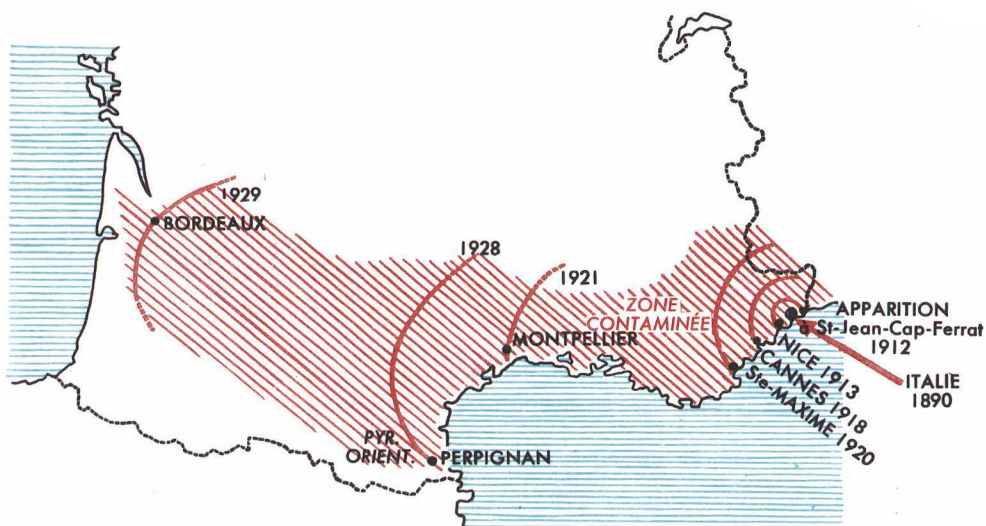 1929
BORDEAUX
1928
1921
ZONE
CONTAMINÉE
MONTPELLIER
PYR.
ORIENT.
PERPIGNAN
APPARITION
à St-Jean-Cap-Ferrat
1912
NICE 1913
CANNES 1918
Ste-MAXIME 1920
ITALIE
1890